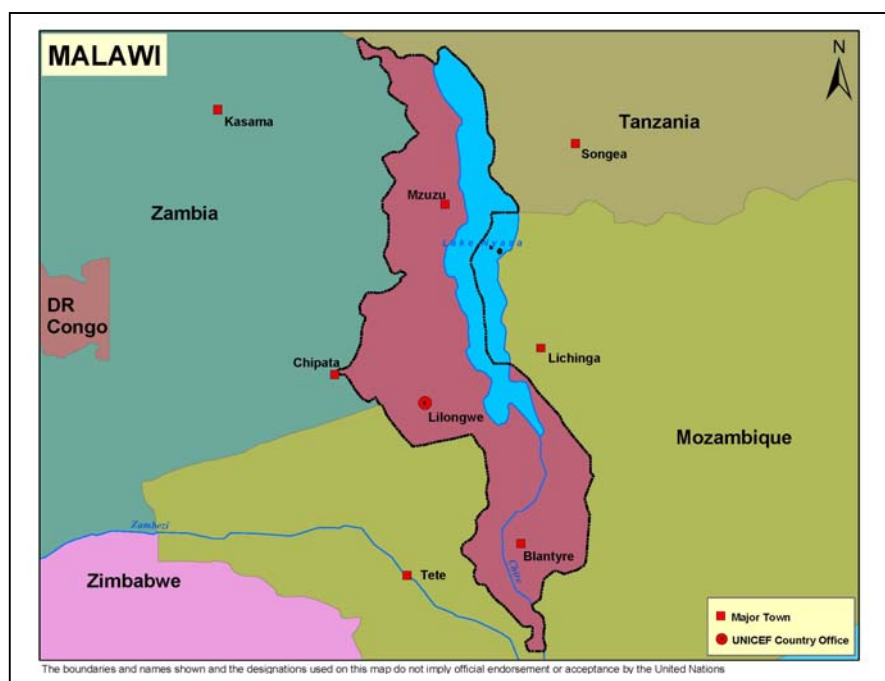 MALAWI
N
Kasama
Tanzania
Songea
Mzuzu
Zambia
Lake Nyasa
DR
Congo
Chipata
Lichinga
Lilongwe
Mozambique
Zambezi
Blantyre
Chire
Tete
Zimbabwe
Major Town
UNICEF Country Office
The boundaries and names shown and the designations used on this map do not imply official endorsement or acceptance by the United Nations